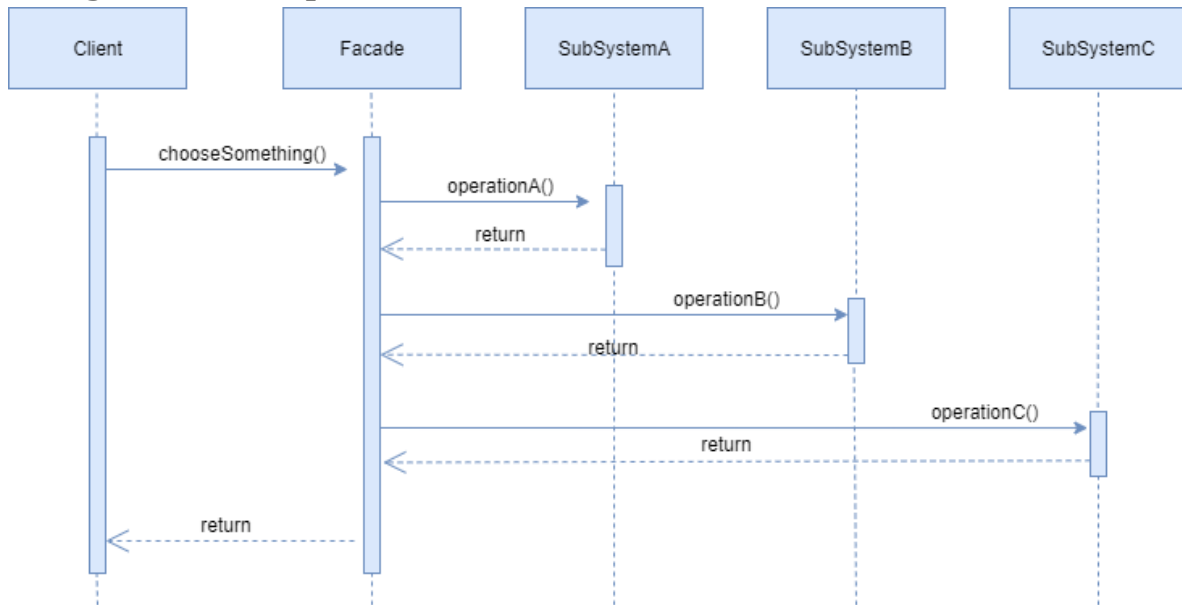 Client
Facade
SubSystemA
SubSystemB
SubSystemC
chooseSomething()
operationA()
return
operationB()
return
operationC()
return
return